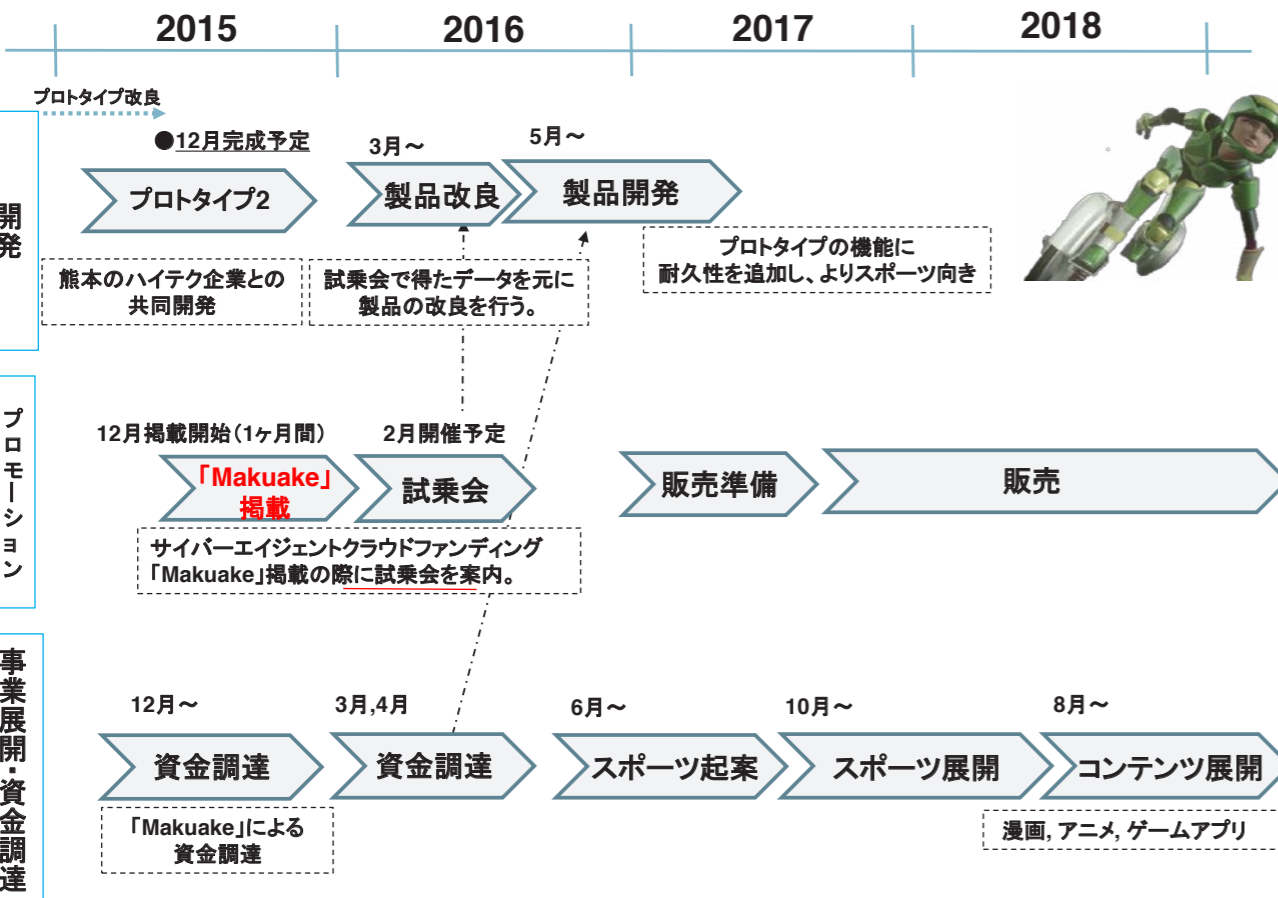 2015
2016
2017
2018
プロトタイプ改良
開発
●12月完成予定
3月～
5月～
プロトタイプ2
製品改良
製品開発
熊本のハイテク企業との
共同開発
試乗会で得たデータを元に
製品の改良を行う。
プロトタイプの機能に
耐久性を追加し、よりスポーツ向き
プロモーション
12月掲載開始（1ヶ月間）
2月開催予定
「Makuake」
掲載
試乗会
販売準備
販売
サイバーエイジェントクラウドファンディング
「Makuake」掲載の際に試乗会を案内。
事業展開・資金調達
12月～
3月,4月
6月～
10月～
8月～
資金調達
資金調達
スポーツ起案
スポーツ展開
コンテンツ展開
「Makuake」による
資金調達
漫画, アニメ, ゲームアプリ